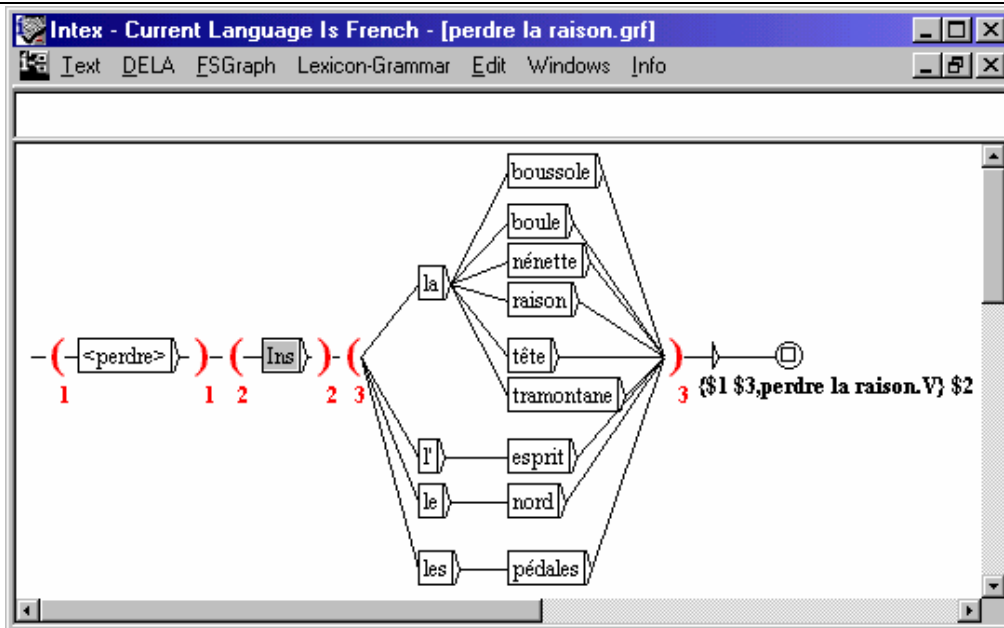 Intex - Current Language Is French - [perdre la raison.grf]
Text DELA FSGraph Lexicon-Grammar Edit Windows Info
boussole
boule
nénette
la
raison
( <perdre> ) ( Ins ) (
tête
)
1 1 2 2 3
tramontane
3 {$1 $3,perdre la raison.V} $2
l' esprit
le nord
les pédales